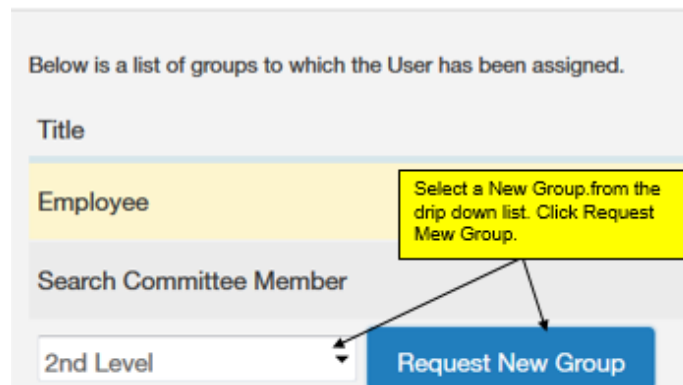 Below is a list of groups to which the User has been assigned.
Title
Employee
Select a New Group.from the
drip down list. Click Request
Mew Group.
Search Committee Member
2nd Level
Request New Group